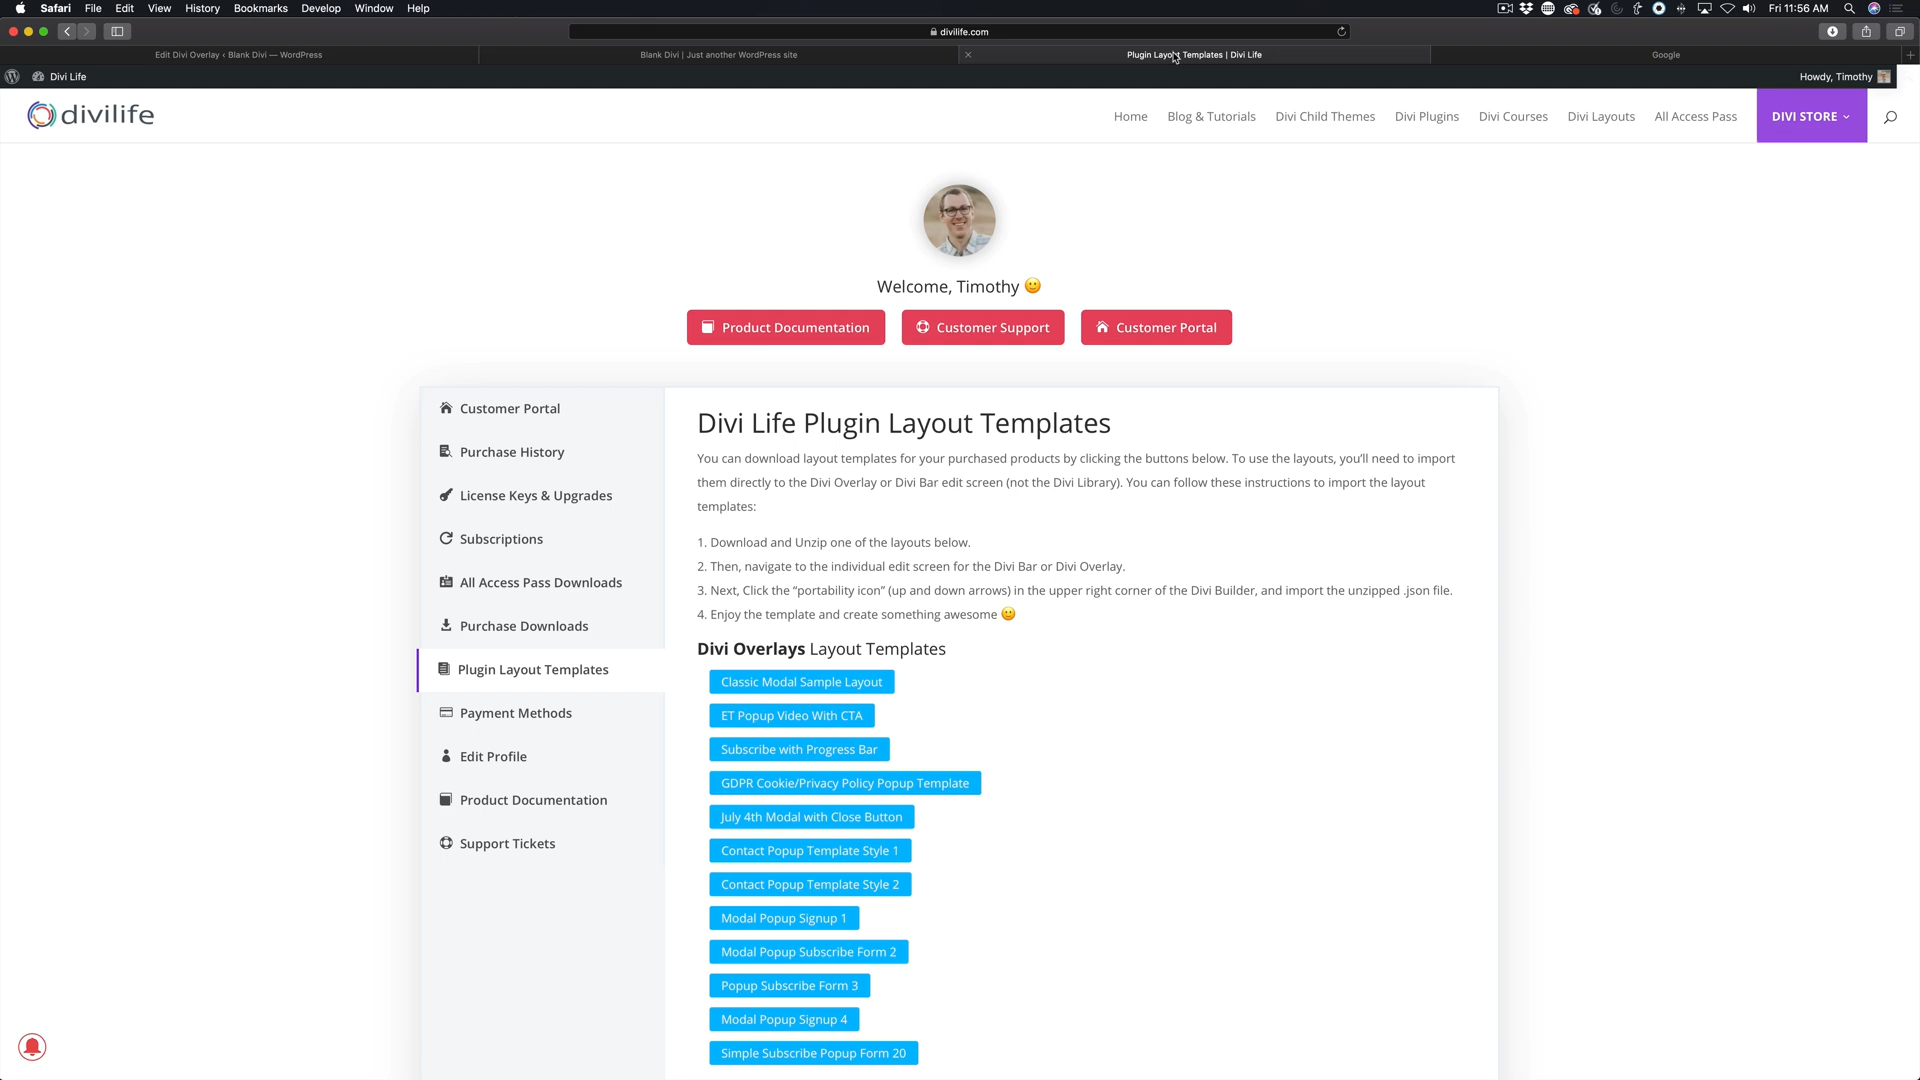 Safari File Edit View History Bookmarks Develop Window Help
Fri 11:56 AM
divilife.com
Edit Divi Overlay ‹ Blank Divi — WordPress
Blank Divi | Just another WordPress site
Plugin Layout Templates | Divi Life
Google
Divi Life
Howdy, Timothy
divilife
Home Blog & Tutorials Divi Child Themes Divi Plugins Divi Courses Divi Layouts All Access Pass DIVI STORE
Welcome, Timothy
Product Documentation
Customer Support
Customer Portal
Customer Portal
Purchase History
License Keys & Upgrades
Subscriptions
All Access Pass Downloads
Purchase Downloads
Plugin Layout Templates
Payment Methods
Edit Profile
Product Documentation
Support Tickets
Divi Life Plugin Layout Templates
You can download layout templates for your purchased products by clicking the buttons below. To use the layouts, you’ll need to import
them directly to the Divi Overlay or Divi Bar edit screen (not the Divi Library). You can follow these instructions to import the layout
templates:
1. Download and Unzip one of the layouts below.
2. Then, navigate to the individual edit screen for the Divi Bar or Divi Overlay.
3. Next, Click the “portability icon” (up and down arrows) in the upper right corner of the Divi Builder, and import the unzipped .json file.
4. Enjoy the template and create something awesome
Divi Overlays Layout Templates
Classic Modal Sample Layout
ET Popup Video With CTA
Subscribe with Progress Bar
GDPR Cookie/Privacy Policy Popup Template
July 4th Modal with Close Button
Contact Popup Template Style 1
Contact Popup Template Style 2
Modal Popup Signup 1
Modal Popup Subscribe Form 2
Popup Subscribe Form 3
Modal Popup Signup 4
Simple Subscribe Popup Form 20